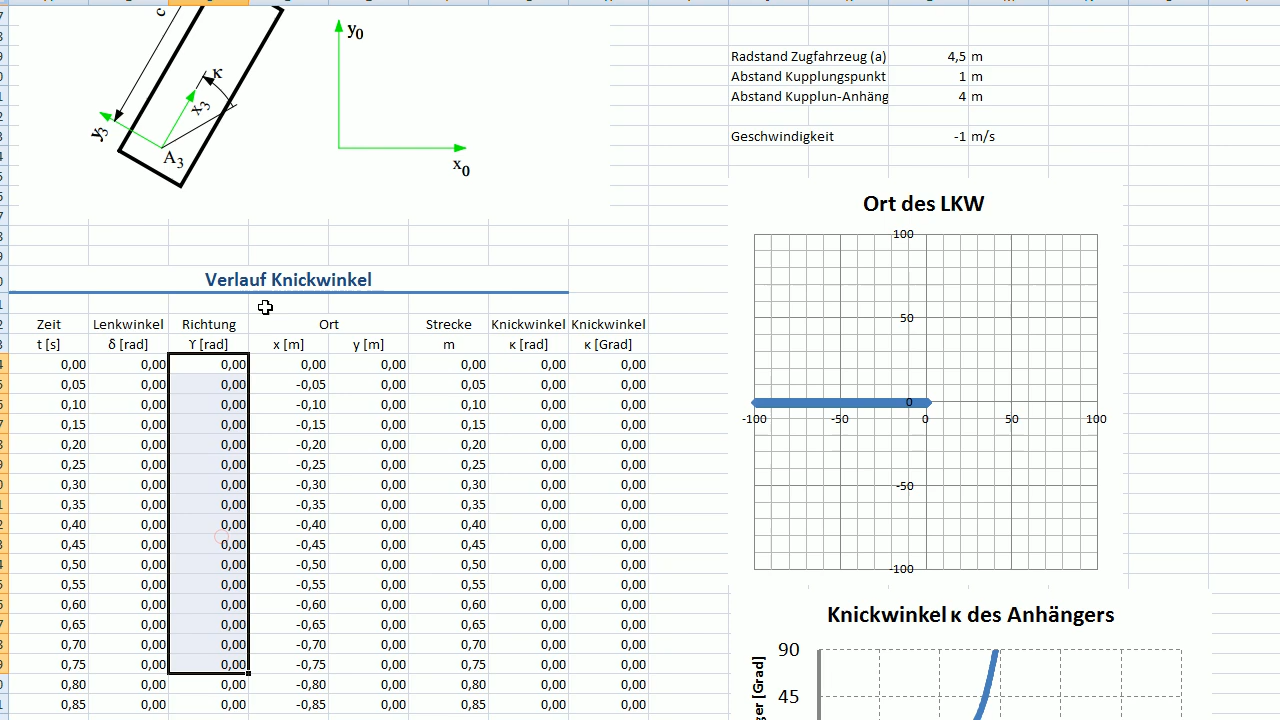 c
κ
x3
y3
A3
y0
x0
Radstand Zugfahrzeug (a) 4,5 m
Abstand Kupplungspunkt 1 m
Abstand Kupplun-Anhäng 4 m
Geschwindigkeit -1 m/s
Ort des LKW
100
50
0
-100 -50 0 50 100
-50
-100
Verlauf Knickwinkel
Zeit Lenkwinkel Richtung Ort Strecke Knickwinkel Knickwinkel
t [s] δ [rad] ϒ [rad] x [m] y [m] m κ [rad] κ [Grad]
0,00 0,00 0,00 0,00 0,00 0,00 0,00 0,00
0,05 0,00 0,00 -0,05 0,00 0,05 0,00 0,00
0,10 0,00 0,00 -0,10 0,00 0,10 0,00 0,00
0,15 0,00 0,00 -0,15 0,00 0,15 0,00 0,00
0,20 0,00 0,00 -0,20 0,00 0,20 0,00 0,00
0,25 0,00 0,00 -0,25 0,00 0,25 0,00 0,00
0,30 0,00 0,00 -0,30 0,00 0,30 0,00 0,00
0,35 0,00 0,00 -0,35 0,00 0,35 0,00 0,00
0,40 0,00 0,00 -0,40 0,00 0,40 0,00 0,00
0,45 0,00 0,00 -0,45 0,00 0,45 0,00 0,00
0,50 0,00 0,00 -0,50 0,00 0,50 0,00 0,00
0,55 0,00 0,00 -0,55 0,00 0,55 0,00 0,00
0,60 0,00 0,00 -0,60 0,00 0,60 0,00 0,00
0,65 0,00 0,00 -0,65 0,00 0,65 0,00 0,00
0,70 0,00 0,00 -0,70 0,00 0,70 0,00 0,00
0,75 0,00 0,00 -0,75 0,00 0,75 0,00 0,00
0,80 0,00 0,00 -0,80 0,00 0,80 0,00 0,00
0,85 0,00 0,00 -0,85 0,00 0,85 0,00 0,00
Knickwinkel κ des Anhängers
90
45
ger [Grad]